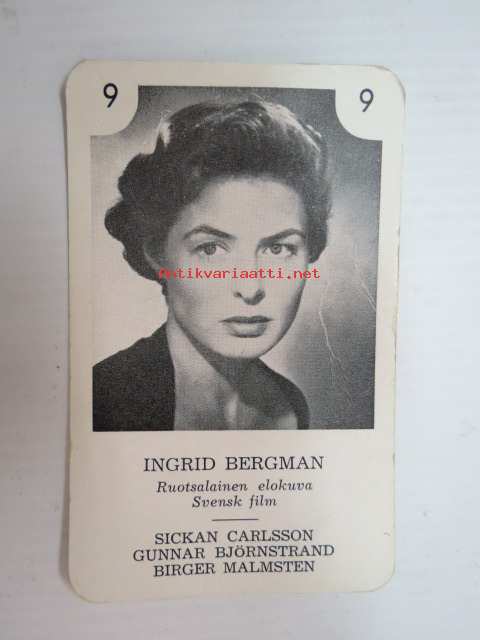 9 9
Antikvariaatti.net
INGRID BERGMAN
Ruotsalainen elokuva
Svensk film
SICKAN CARLSSON
GUNNAR BJÖRNSTRAND
BIRGER MALMSTEN